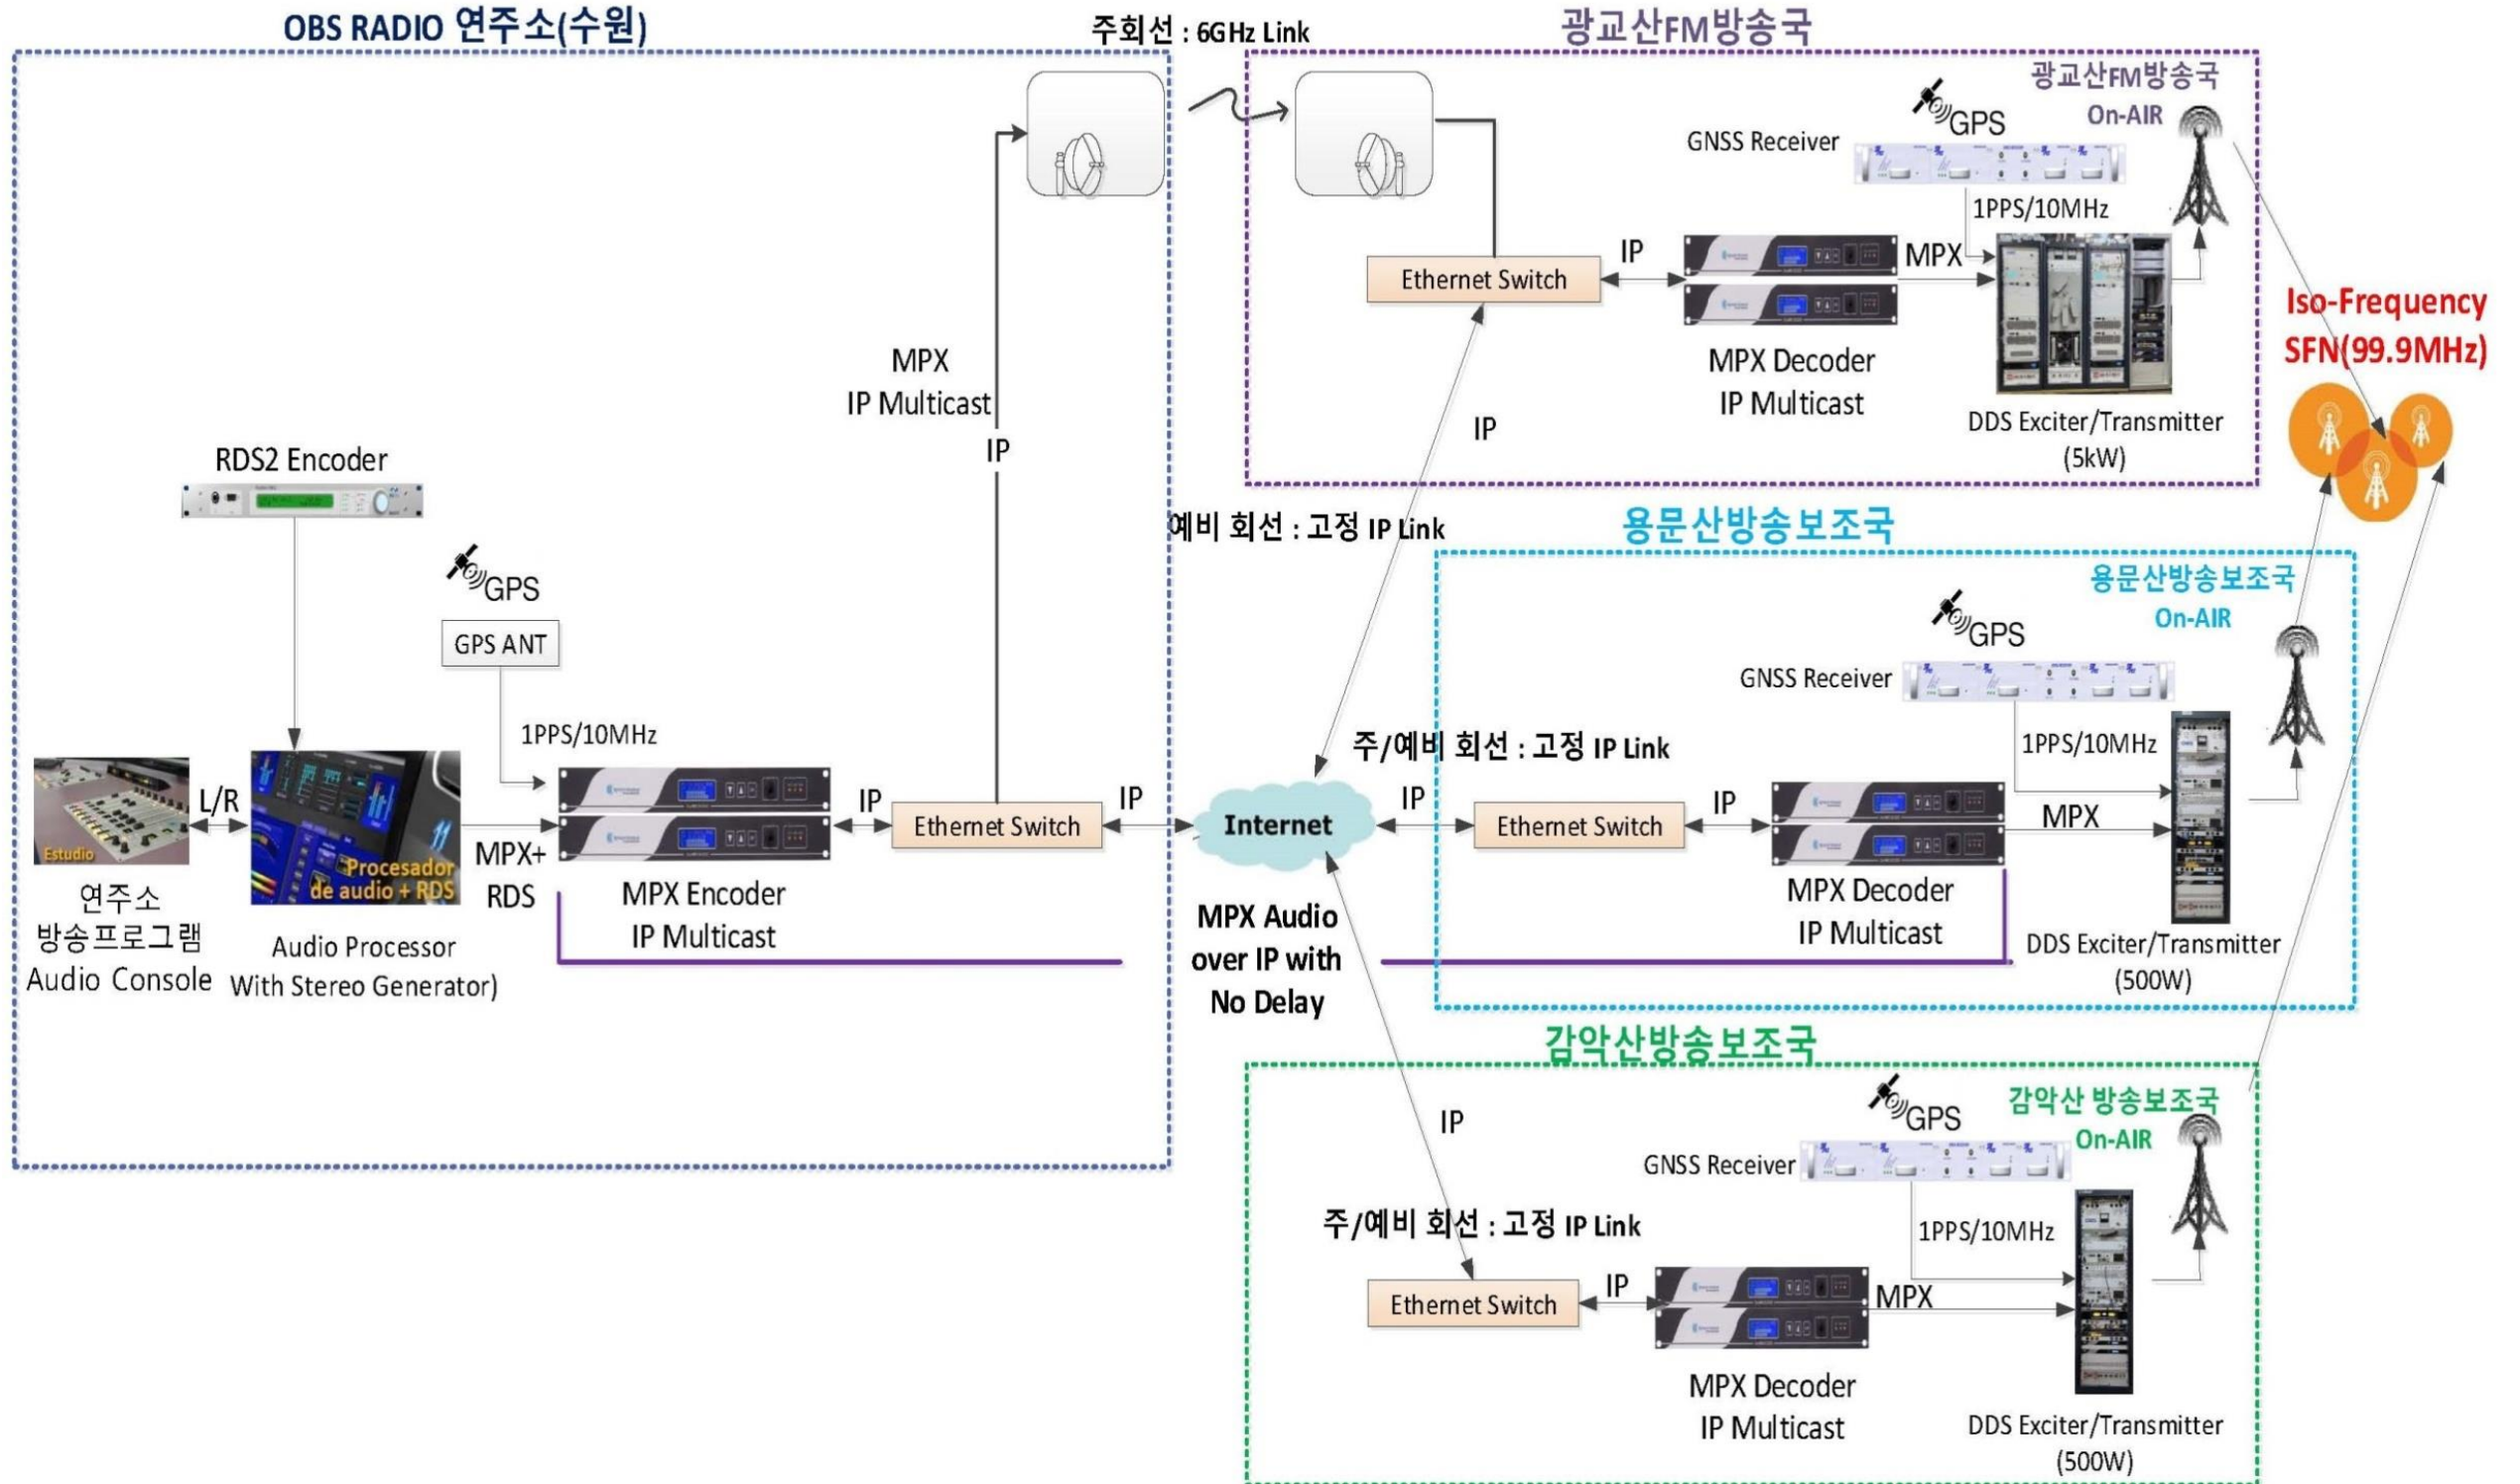 OBS RADIO 연주소(수원)
주회선 : 6GHz Link
광교산FM방송국
광교산FM방송국
On-AIR
GPS
GNSS Receiver
1PPS/10MHz
IP
MPX
Ethernet Switch
MPX Decoder
IP Multicast
DDS Exciter/Transmitter
(5kW)
Iso-Frequency
SFN(99.9MHz)
MPX
IP Multicast
IP
IP
RDS2 Encoder
예비 회선 : 고정 IP Link
용문산방송보조국
용문산방송보조국
On-AIR
GPS
GPS ANT
GPS
GNSS Receiver
1PPS/10MHz
1PPS/10MHz
주/예비 회선 : 고정 IP Link
L/R
IP
Ethernet Switch
IP
Internet
IP
Ethernet Switch
IP
MPX
Estudio
Procesador
de audio + RDS
MPX+
RDS
연주소
방송프로그램
Audio Console
Audio Processor
With Stereo Generator)
MPX Encoder
IP Multicast
MPX Audio
over IP with
No Delay
MPX Decoder
IP Multicast
DDS Exciter/Transmitter
(500W)
감악산방송보조국
감악산 방송보조국
On-AIR
GPS
IP
GNSS Receiver
1PPS/10MHz
주/예비 회선 : 고정 IP Link
Ethernet Switch
IP
MPX
MPX Decoder
IP Multicast
DDS Exciter/Transmitter
(500W)